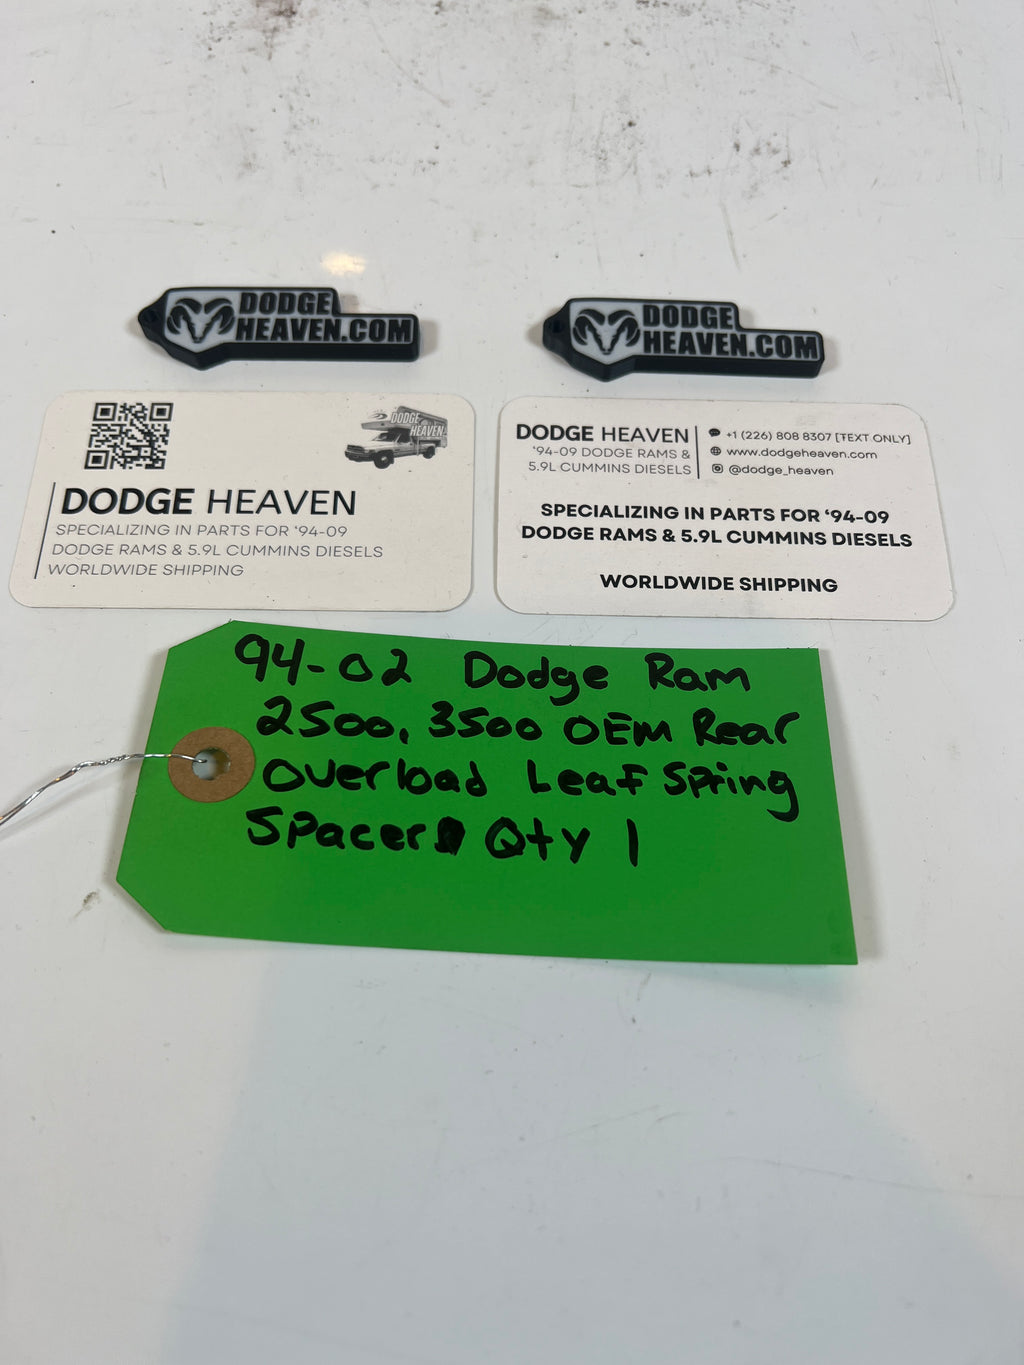 DODGE
HEAVEN.COM
DODGE
HEAVEN.COM
DODGE
HEAVEN
DODGE HEAVEN
SPECIALIZING IN PARTS FOR '94-09
DODGE RAMS & 5.9L CUMMINS DIESELS
WORLDWIDE SHIPPING
DODGE HEAVEN
'94-09 DODGE RAMS &
5.9L CUMMINS DIESELS
+1 (226) 808 8307 [TEXT ONLY]
www.dodgeheaven.com
@dodge_heaven
SPECIALIZING IN PARTS FOR '94-09
DODGE RAMS & 5.9L CUMMINS DIESELS
WORLDWIDE SHIPPING
94-02 Dodge Ram
2500, 3500 OEM Rear
Overload Leaf Spring
Spacer Qty 1